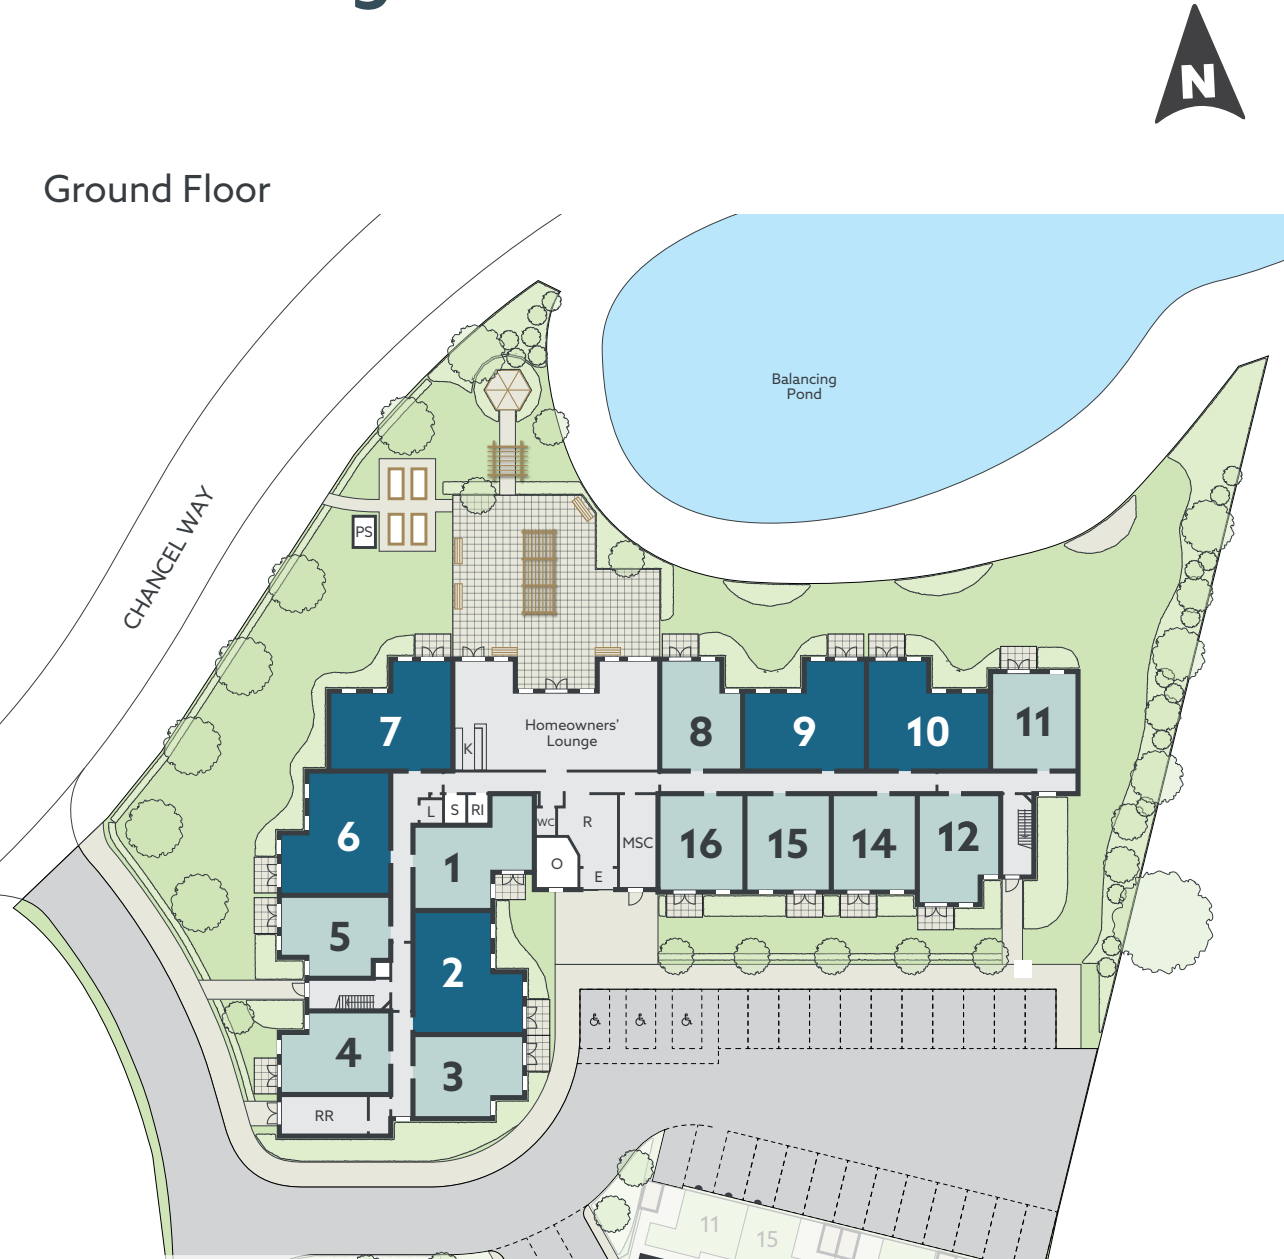 N
Ground Floor
Balancing
Pond
CHANCEL WAY
PS
7
K
Homeowners'
Lounge
8
9
10
11
6
L
S
RI
WC
R
MSC
O
E
1
16
15
14
12
5
2
4
3
RR
11
15